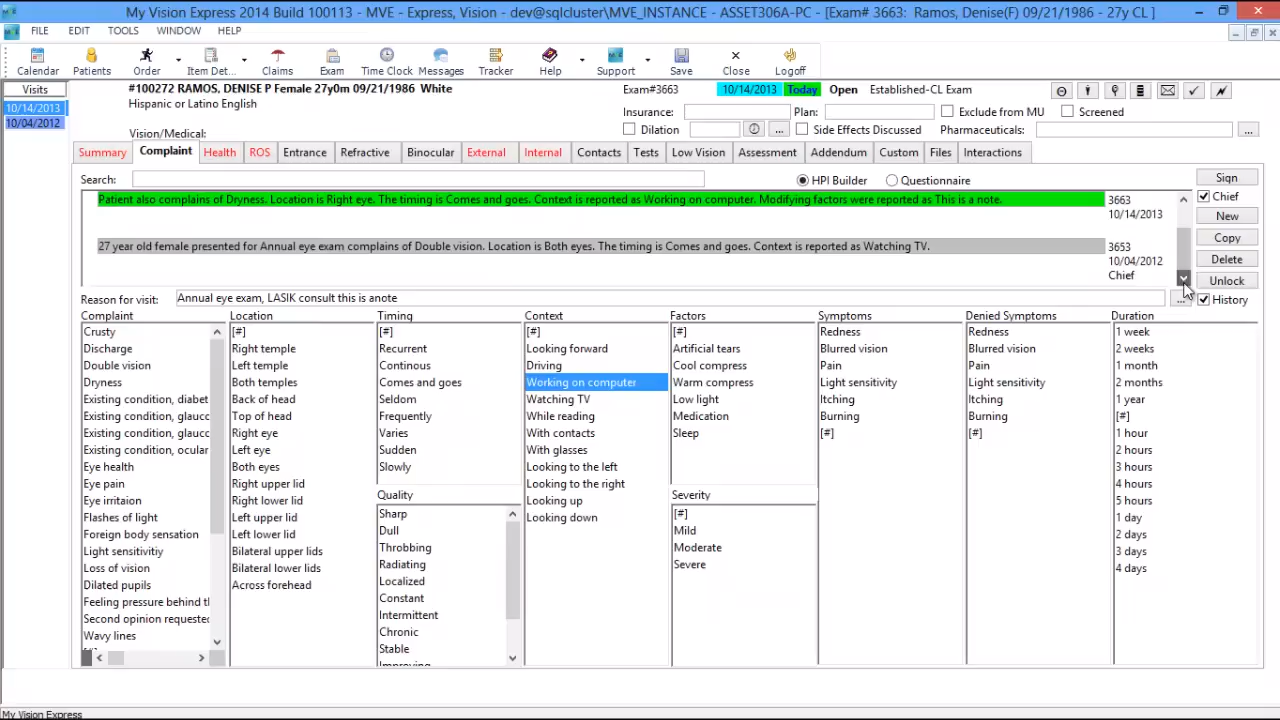 My Vision Express 2014 Build 100113 - MVE - Express, Vision - dev@sqlcluster\MVE_INSTANCE - ASSET306A-PC - [Exam# 3663: Ramos, Denise(F) 09/21/1986 - 27y CL ]
FILE EDIT TOOLS WINDOW HELP
Calendar Patients Order Item Det... Claims Exam Time Clock Messages Tracker Help Support Save Close Logoff
Visits
10/14/2013
10/04/2012
#100272 RAMOS, DENISE P Female 27y0m 09/21/1986 White
Hispanic or Latino English
Vision/Medical:
Exam#3663 10/14/2013 Today Open Established-CL Exam
Insurance: Plan: Exclude from MU Screened
Dilation ... Side Effects Discussed Pharmaceuticals: ...
Summary Complaint Health ROS Entrance Refractive Binocular External Internal Contacts Tests Low Vision Assessment Addendum Custom Files Interactions
Search: HPI Builder Questionnaire
Patient also complains of Dryness. Location is Right eye. The timing is Comes and goes. Context is reported as Working on computer. Modifying factors were reported as This is a note.
3663
10/14/2013
27 year old female presented for Annual eye exam complains of Double vision. Location is Both eyes. The timing is Comes and goes. Context is reported as Watching TV.
3653
10/04/2012
Chief
Sign
Chief
New
Copy
Delete
Unlock
History
Reason for visit: Annual eye exam, LASIK consult this is anote ...
Complaint
Crusty
Discharge
Double vision
Dryness
Existing condition, diabet
Existing condition, glaucc
Existing condition, glaucc
Existing condition, ocular
Eye health
Eye pain
Eye irritaion
Flashes of light
Foreign body sensation
Light sensitivitiy
Loss of vision
Dilated pupils
Feeling pressure behind tl
Second opinion requestec
Wavy lines
Location
[#]
Right temple
Left temple
Both temples
Back of head
Top of head
Right eye
Left eye
Both eyes
Right upper lid
Right lower lid
Left upper lid
Left lower lid
Bilateral upper lids
Bilateral lower lids
Across forehead
Timing
[#]
Recurrent
Continous
Comes and goes
Seldom
Frequently
Varies
Sudden
Slowly
Quality
Sharp
Dull
Throbbing
Radiating
Localized
Constant
Intermittent
Chronic
Stable
Improving
Context
[#]
Looking forward
Driving
Working on computer
Watching TV
While reading
With contacts
With glasses
Looking to the left
Looking to the right
Looking up
Looking down
Factors
[#]
Artificial tears
Cool compress
Warm compress
Low light
Medication
Sleep
Severity
[#]
Mild
Moderate
Severe
Symptoms
Redness
Blurred vision
Pain
Light sensitivity
Itching
Burning
[#]
Denied Symptoms
Redness
Blurred vision
Pain
Light sensitivity
Itching
Burning
[#]
Duration
1 week
2 weeks
1 month
2 months
1 year
[#]
1 hour
2 hours
3 hours
4 hours
5 hours
1 day
2 days
3 days
4 days
My Vision Express